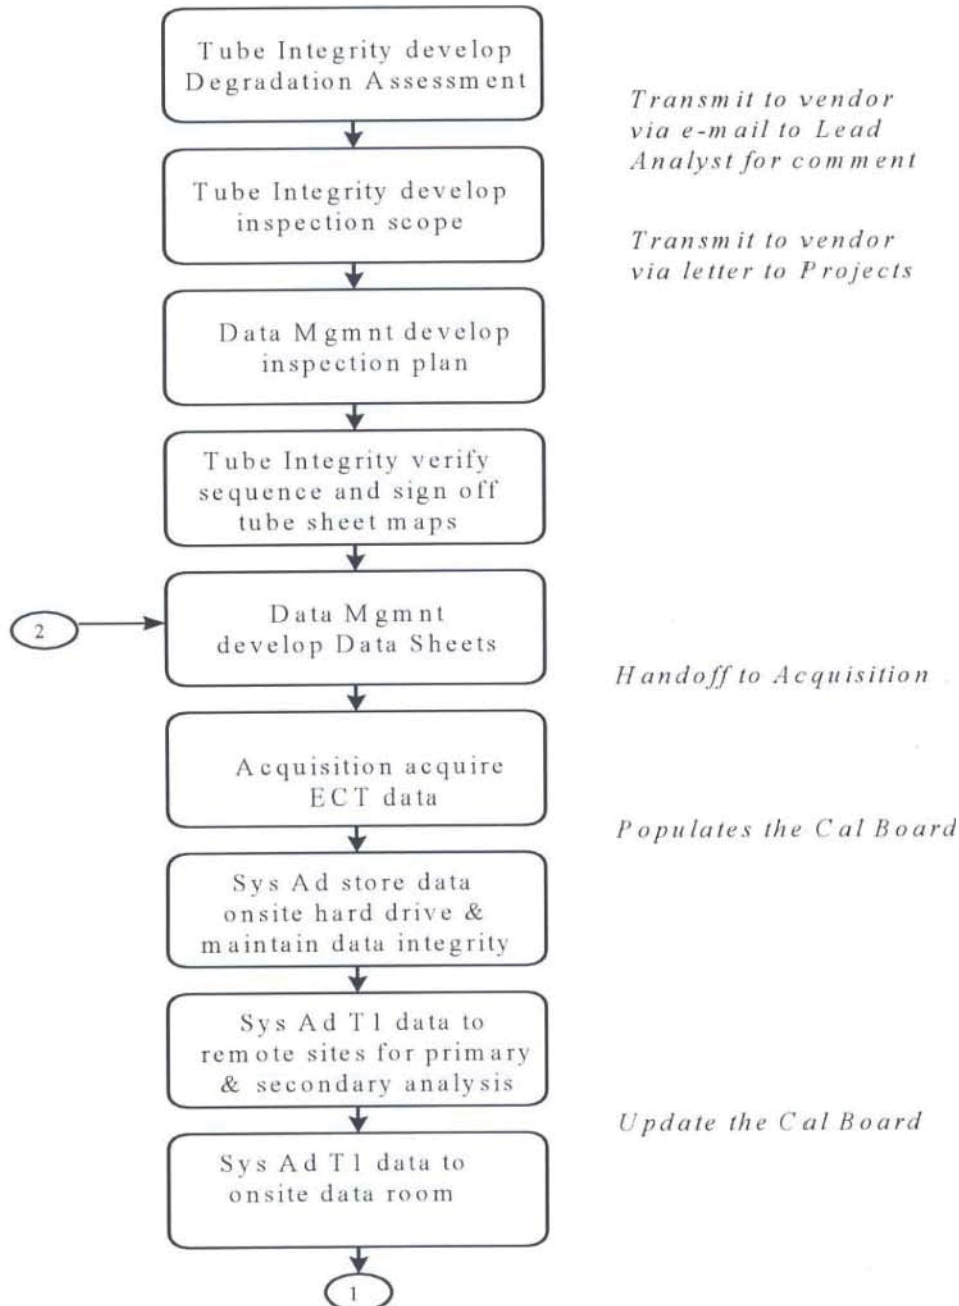 Tube Integrity develop
Degradation Assessment
Transmit to vendor
via e-mail to Lead
Analyst for comment
Tube Integrity develop
inspection scope
Transmit to vendor
via letter to Projects
Data Mgmnt develop
inspection plan
Tube Integrity verify
sequence and sign off
tube sheet maps
2
Data Mgmnt
develop Data Sheets
Handoff to Acquisition
Acquisition acquire
ECT data
Populates the Cal Board
Sys Ad store data
onsite hard drive &
maintain data integrity
Sys Ad T1 data to
remote sites for primary
& secondary analysis
Update the Cal Board
Sys Ad T1 data to
onsite data room
1